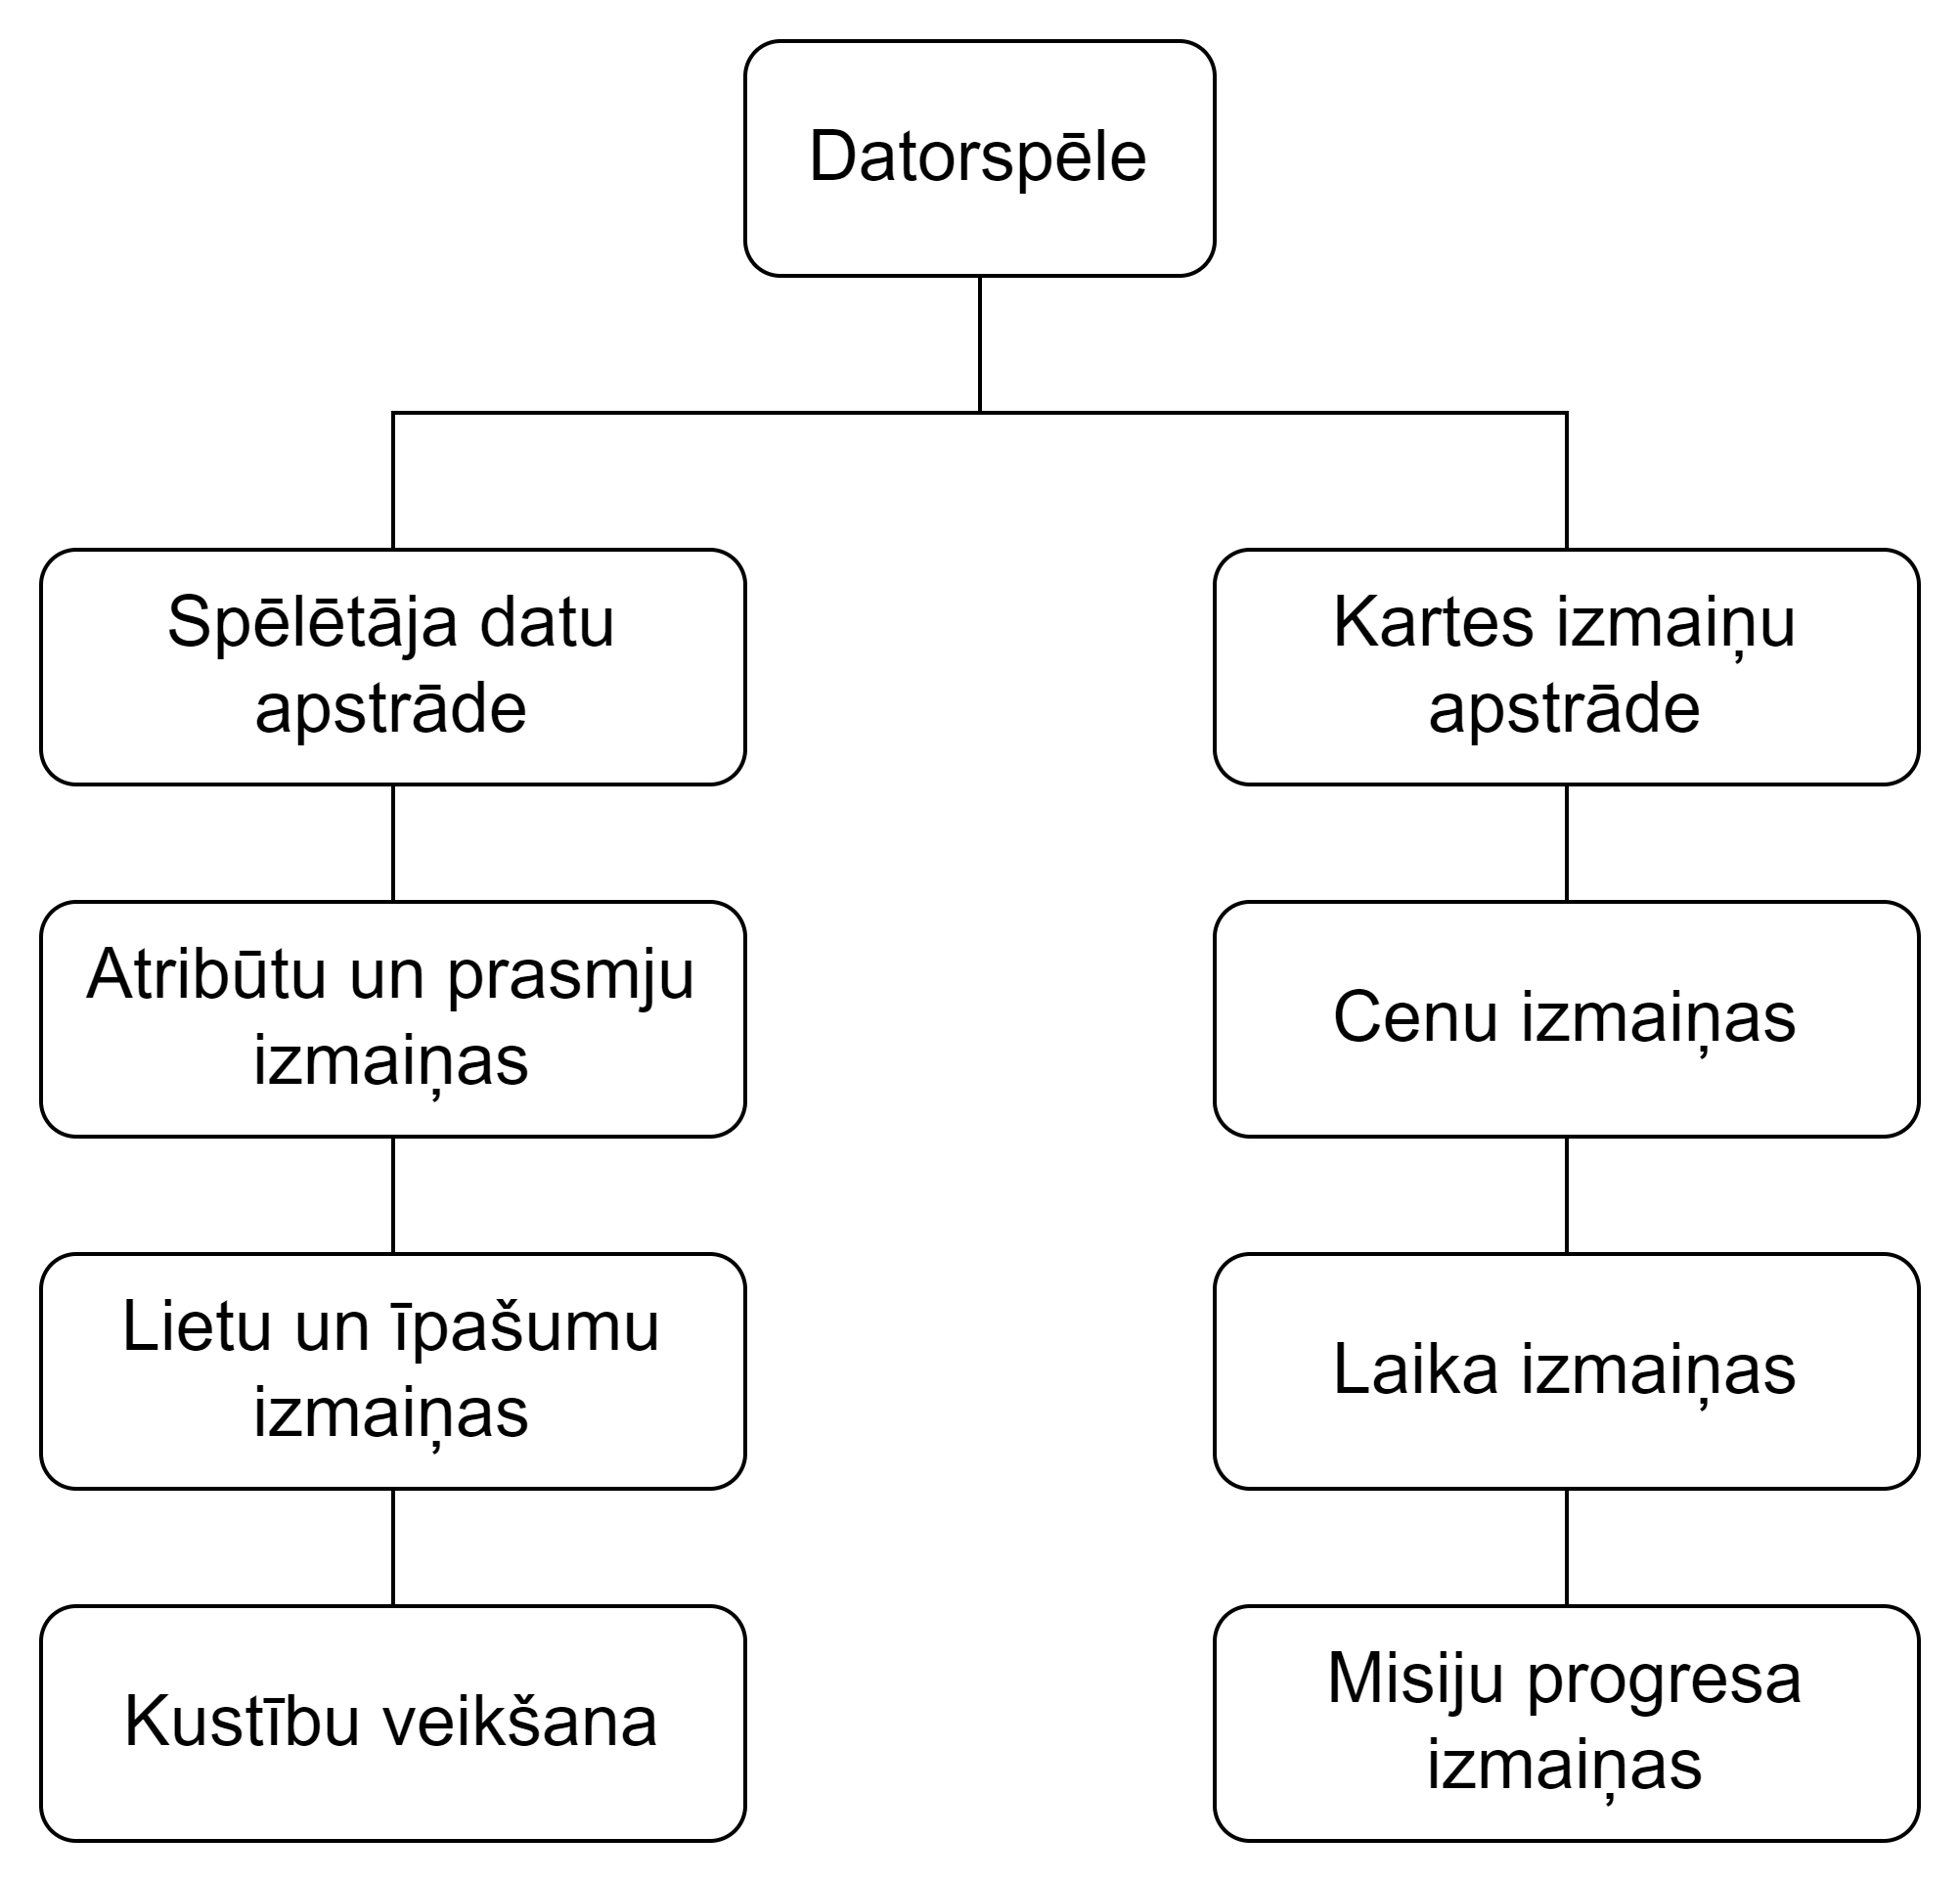 Datorspēle
Spēlētāja datu
apstrāde
Kartes izmaiņu
apstrāde
Atribūtu un prasmju
izmaiņas
Cenu izmaiņas
Lietu un īpašumu
izmaiņas
Laika izmaiņas
Kustību veikšana
Misiju progresa
izmaiņas